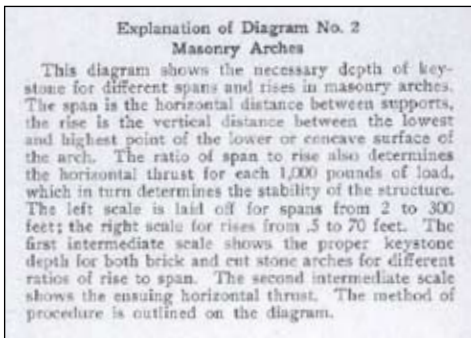 Explanation of Diagram No. 2
Masonry Arches
This diagram shows the necessary depth of key-
stone for different spans and rises in masonry arches.
The span is the horizontal distance between supports,
the rise is the vertical distance between the lowest
and highest point of the lower or concave surface of
the arch. The ratio of span to rise also determines
the horizontal thrust for each 1,000 pounds of load,
which in turn determines the stability of the structure.
The left scale is laid off for spans from 2 to 300
feet; the right scale for rises from .5 to 70 feet. The
first intermediate scale shows the proper keystone
depth for both brick and cut stone arches for different
ratios of rise to span. The second intermediate scale
shows the ensuing horizontal thrust. The method of
procedure is outlined on the diagram.